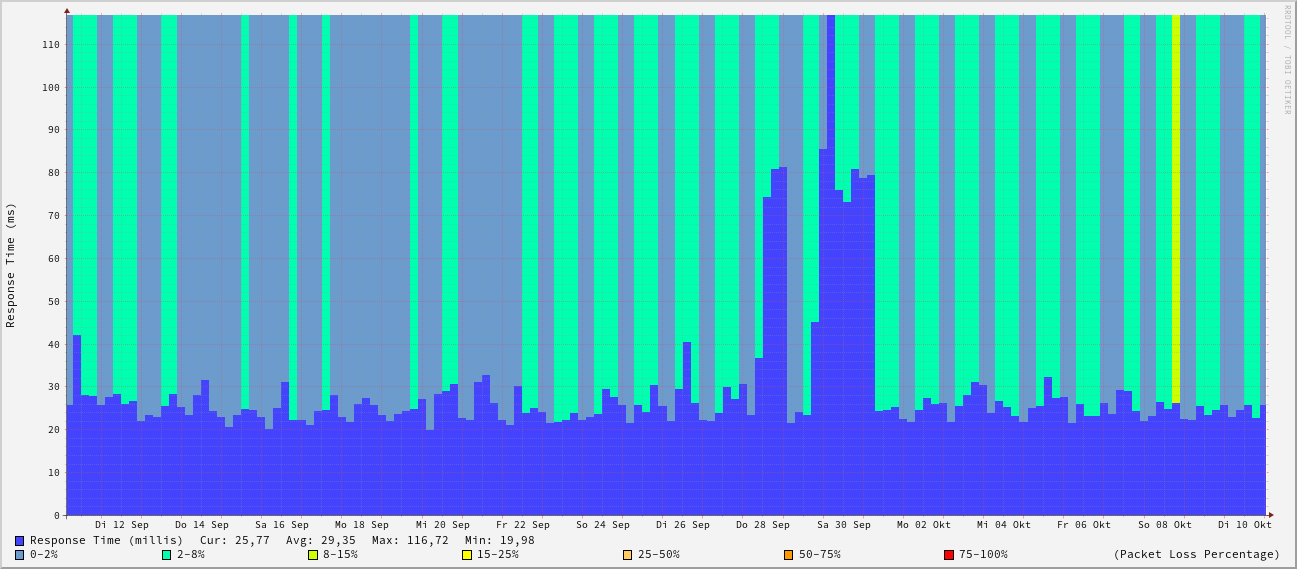 RRDTOOL / TOBI OETIKER
Response Time (ms)
110
100
90
80
70
60
50
40
30
20
10
0
Di 12 Sep Do 14 Sep Sa 16 Sep Mo 18 Sep Mi 20 Sep Fr 22 Sep So 24 Sep Di 26 Sep Do 28 Sep Sa 30 Sep Mo 02 Okt Mi 04 Okt Fr 06 Okt So 08 Okt Di 10 Okt
Response Time (millis) Cur: 25,77 Avg: 29,35 Max: 116,72 Min: 19,98
0-2% 2-8% 8-15% 15-25% 25-50% 50-75% 75-100% (Packet Loss Percentage)